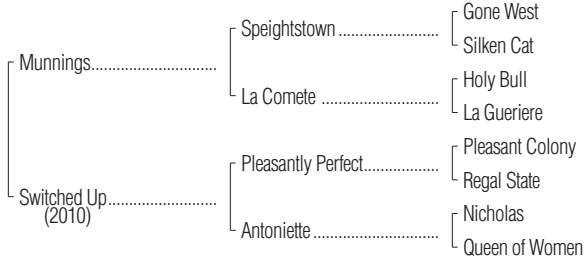 Gone West
Speightstown
Silken Cat
Munnings
Holy Bull
La Comete
La Gueriere
Pleasant Colony
Pleasantly Perfect
Regal State
Switched Up
(2010)
Nicholas
Antoniette
Queen of Women